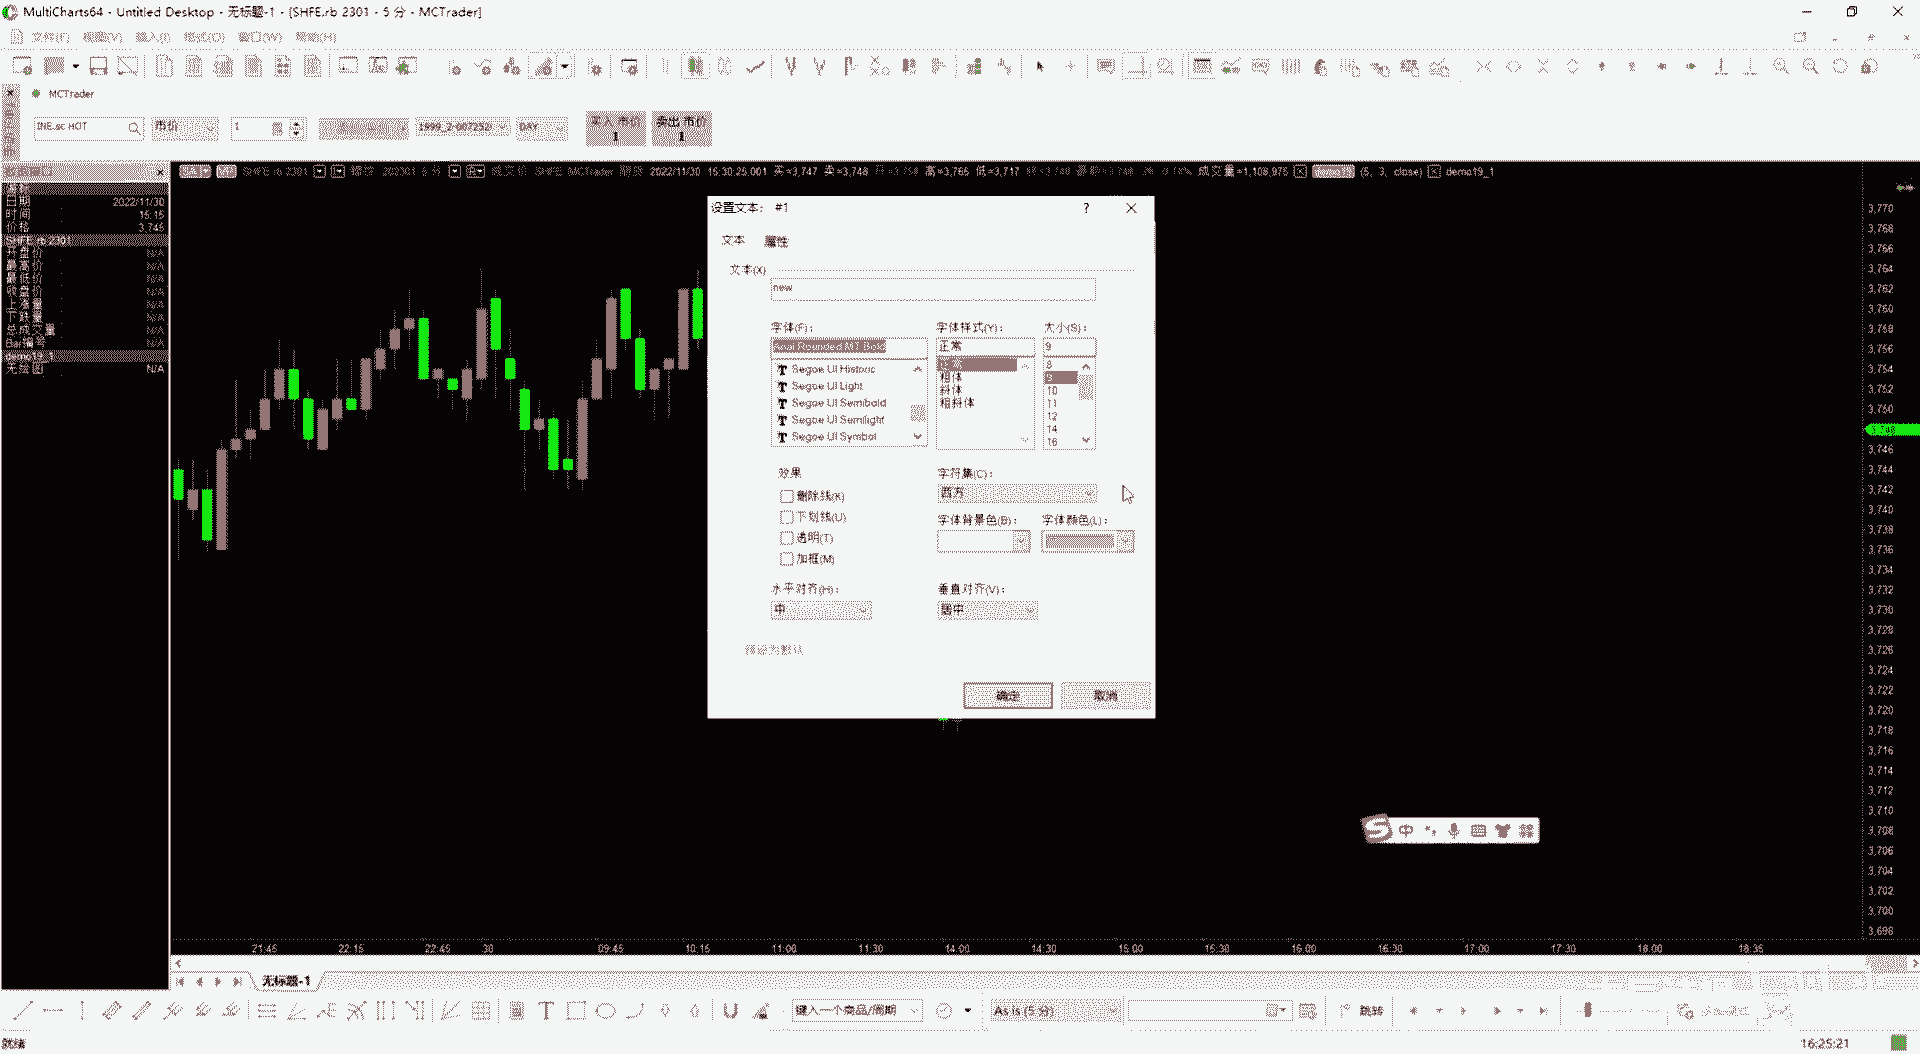 MultiCharts64 - Untitled Desktop - 无标题-1 - [SHFE.rb 2301 - 5 分 - MCTrader]
文件(F) 视图(V) 插入(I) 格式(O) 窗口(W) 帮助(H)
MCTrader
INE.sc HOT 市价 1 DAY 买入 市价 1 卖出 市价 1
SHFE rb 2301 MCTrader 2022/11/30 15:30:25.001 买=3,747 卖=3,748 高=3,765 低=3,717 成交量=1,108,975 demo19 (5, 3, close) demo19_1
日期 2022/11/30
时间 15:15
价格 3,745
SHFE rb 2301
开盘价 N/A
最高价 N/A
最低价 N/A
收盘价 N/A
上涨量 N/A
下跌量 N/A
总成交量 N/A
Bar编号 N/A
demo19_1
无绘图 N/A
设置文本: #1
文本 属性
文本(X)
new
字体(F): 字体样式(Y): 大小(S):
Arial Rounded MT Bold 正常 9
Segoe UI Historic
Segoe UI Light
Segoe UI Semibold
Segoe UI Semilight
Segoe UI Symbol
正常
粗体
斜体
粗斜体
8
9
10
11
12
14
16
效果 字符集(C):
删除线(K) 西方
下划线(U) 字体背景色(B): 字体颜色(L):
透明(T)
加框(M)
水平对齐(H): 垂直对齐(V):
中 居中
预设为默认
确定 取消
3,770
3,768
3,766
3,764
3,762
3,760
3,758
3,756
3,754
3,752
3,750
3,746
3,744
3,742
3,740
3,738
3,736
3,734
3,732
3,730
3,728
3,726
3,724
3,722
3,720
3,718
3,716
3,714
3,712
3,710
3,708
3,706
3,704
3,702
3,700
3,698
中
21:45 22:15 22:45 30 09:45 10:15 11:00 11:30 14:00 14:30 15:00 15:30 16:00 16:30 17:00 17:30 18:00 18:35
无标题-1
键入一个商品/周期 As is (5 分) 跳转
就绪 16:25:21